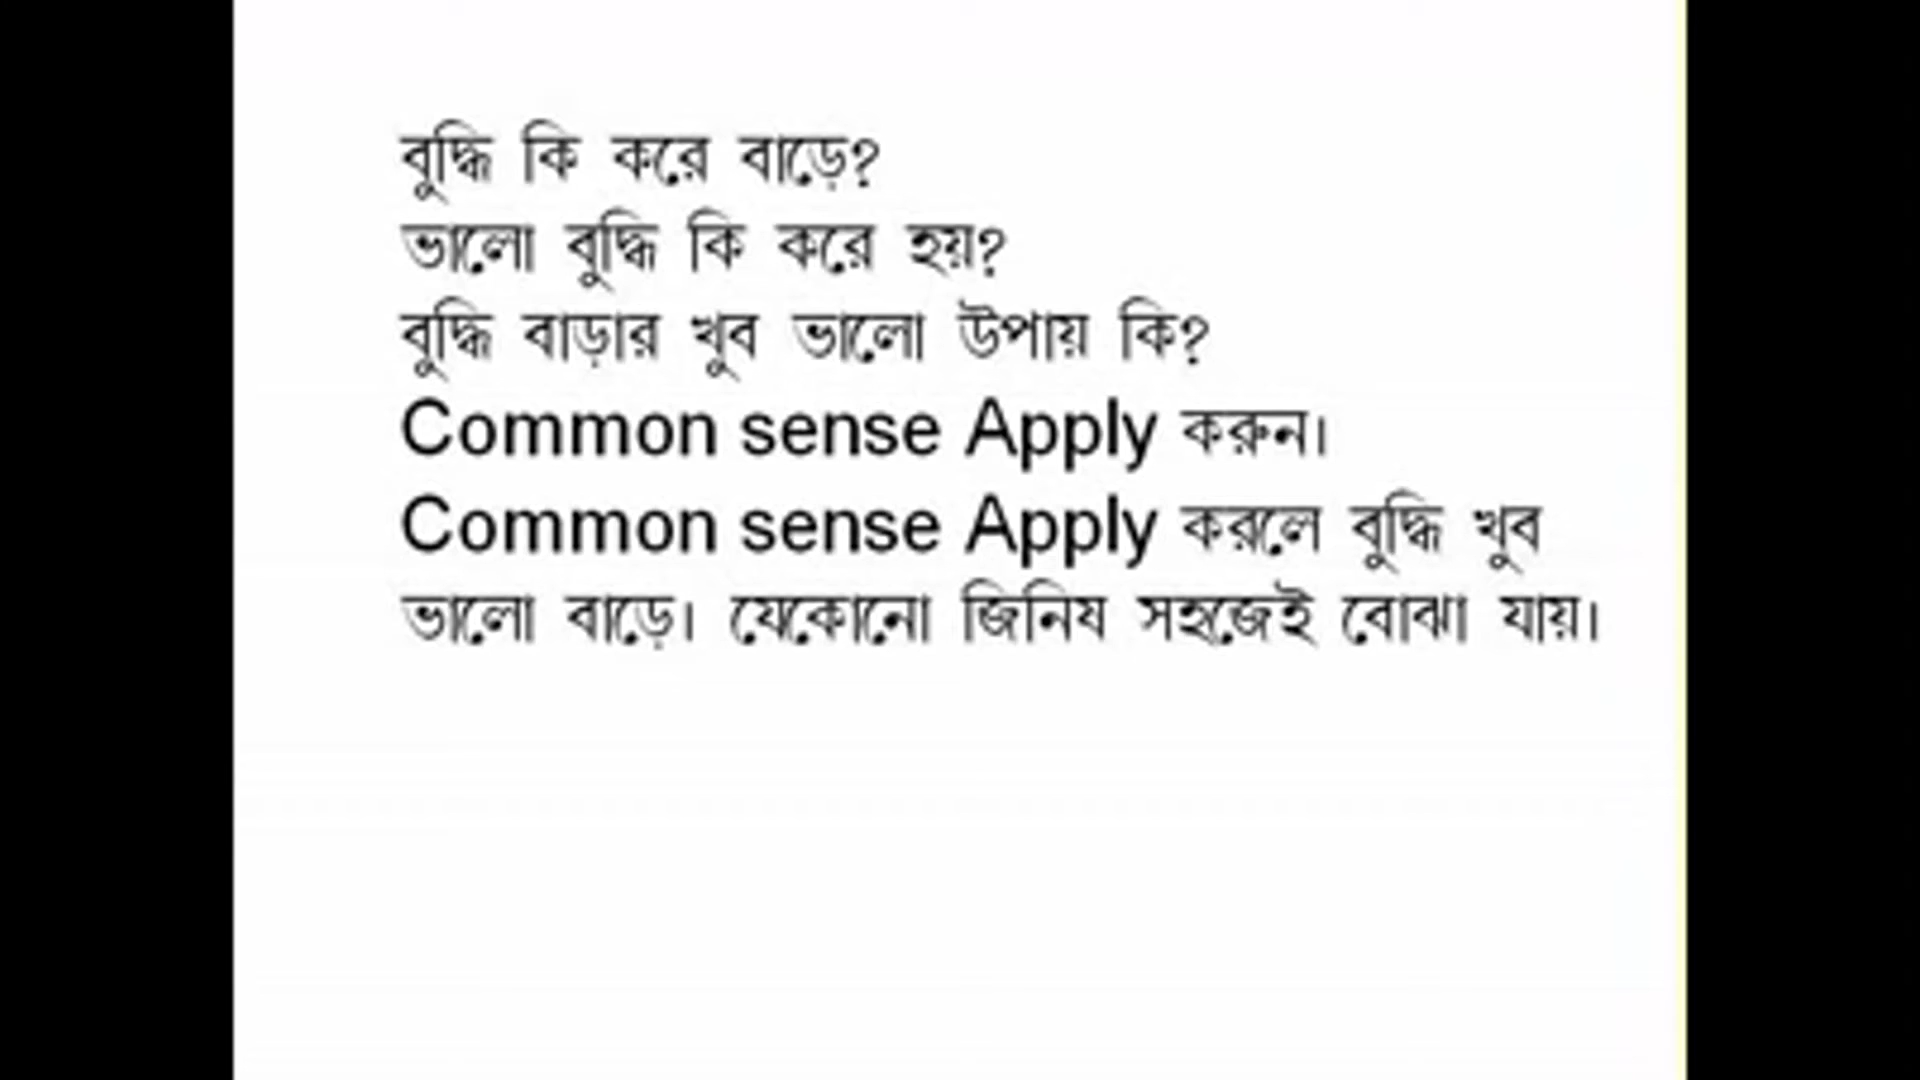 বুদ্ধি কি করে বাড়ে?
ভালো বুদ্ধি কি করে হয়?
বুদ্ধি বাড়ার খুব ভালো উপায় কি?
Common sense Apply করুন।
Common sense Apply করলে বুদ্ধি খুব
ভালো বাড়ে। যেকোনো জিনিষ সহজেই বোঝা যায়।